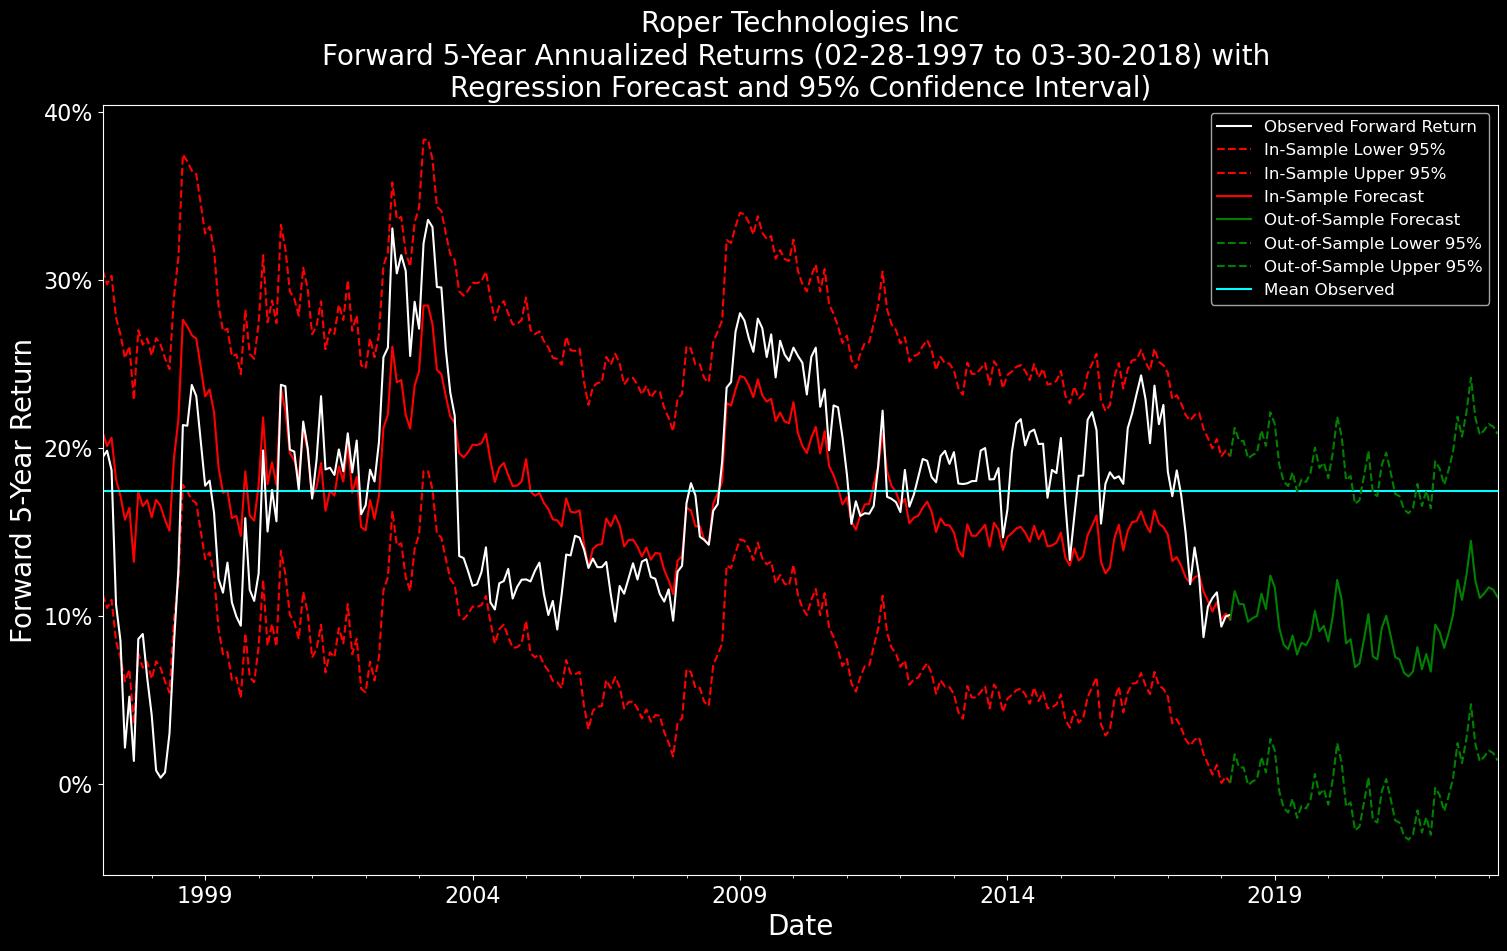 Roper Technologies Inc
Forward 5-Year Annualized Returns (02-28-1997 to 03-30-2018) with
Regression Forecast and 95% Confidence Interval)
Observed Forward Return
In-Sample Lower 95%
In-Sample Upper 95%
In-Sample Forecast
Out-of-Sample Forecast
Out-of-Sample Lower 95%
Out-of-Sample Upper 95%
Mean Observed
Forward 5-Year Return
40%
30%
20%
10%
0%
1999
2004
2009
2014
2019
Date